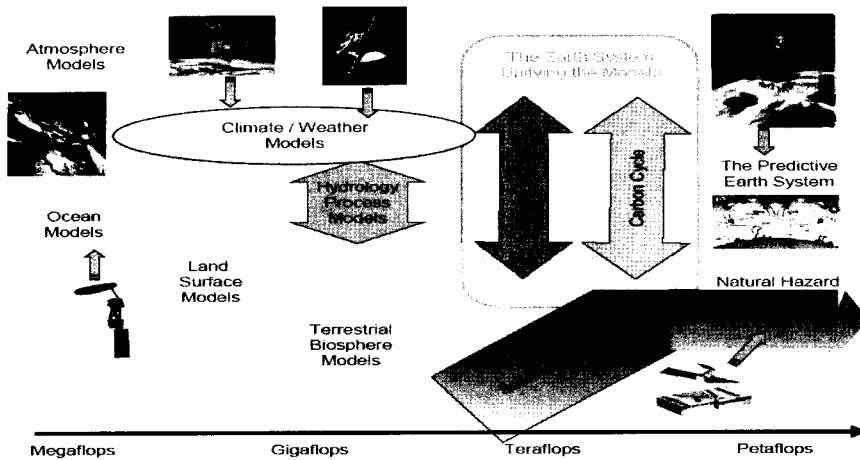 Atmosphere
Models
The Earth System
Unifying the Models
Climate / Weather
Models
Hydrology
Process
Models
Carbon Cycle
The Predictive
Earth System
Ocean
Models
Land
Surface
Models
Natural Hazard
Terrestrial
Biosphere
Models
Megaflops
Gigaflops
Teraflops
Petaflops